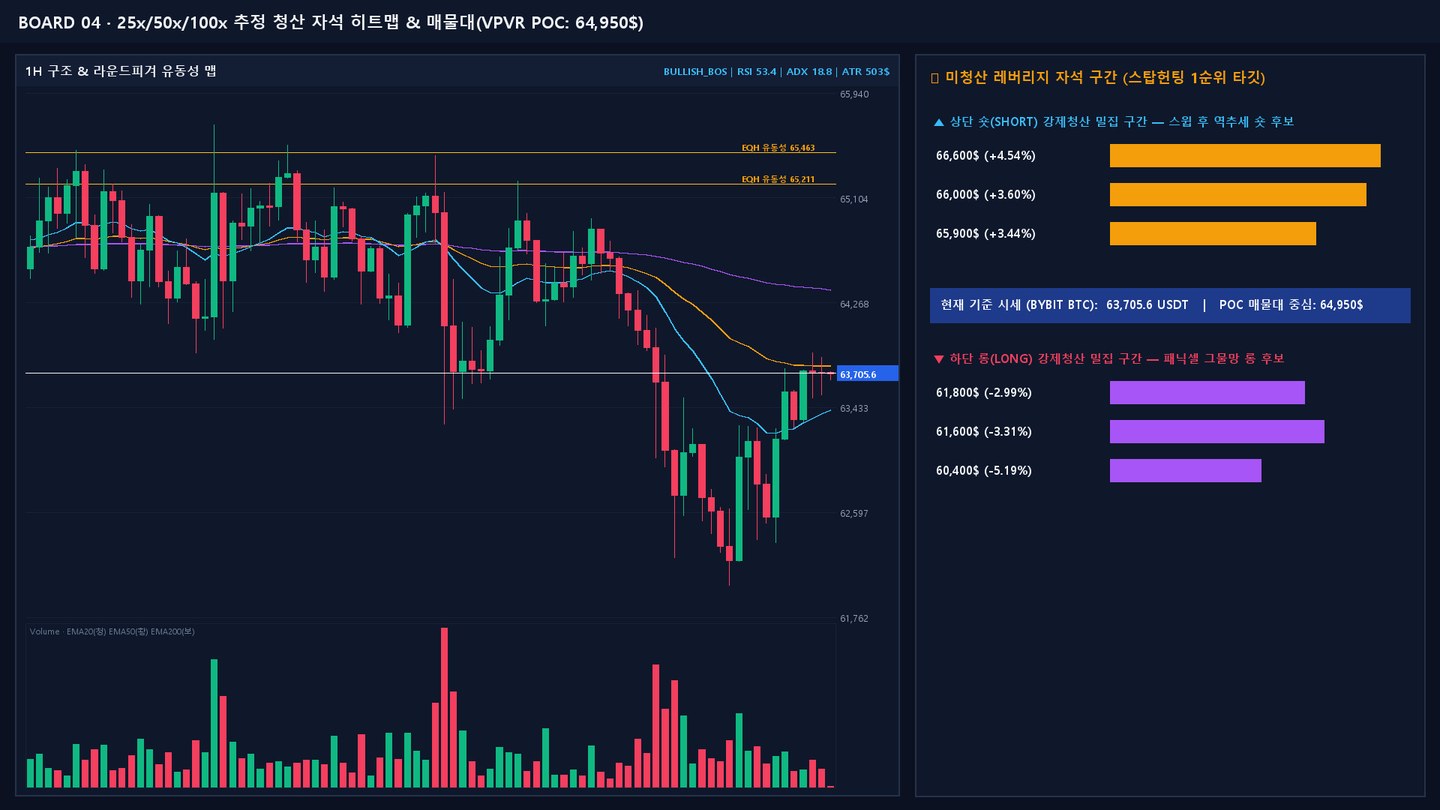 BOARD 04 · 25x/50x/100x 추정 청산 자석 히트맵 & 매물대(VPVR POC: 64,950$)
1H 구조 & 라운드피겨 유동성 맵
BULLISH_BOS | RSI 53.4 | ADX 18.8 | ATR 503$
65,940
EQH 유동성 65,463
EQH 유동성 65,211
65,104
64,268
63,705.6
63,433
62,597
61,762
Volume · EMA20(청) EMA50(황) EMA200(보)
미청산 레버리지 자석 구간 (스탑헌팅 1순위 타깃)
▲ 상단 숏(SHORT) 강제청산 밀집 구간 — 스윕 후 역추세 숏 후보
66,600$ (+4.54%)
66,000$ (+3.60%)
65,900$ (+3.44%)
현재 기준 시세 (BYBIT BTC): 63,705.6 USDT | POC 매물대 중심: 64,950$
▼ 하단 롱(LONG) 강제청산 밀집 구간 — 패닉셀 그물망 롱 후보
61,800$ (-2.99%)
61,600$ (-3.31%)
60,400$ (-5.19%)